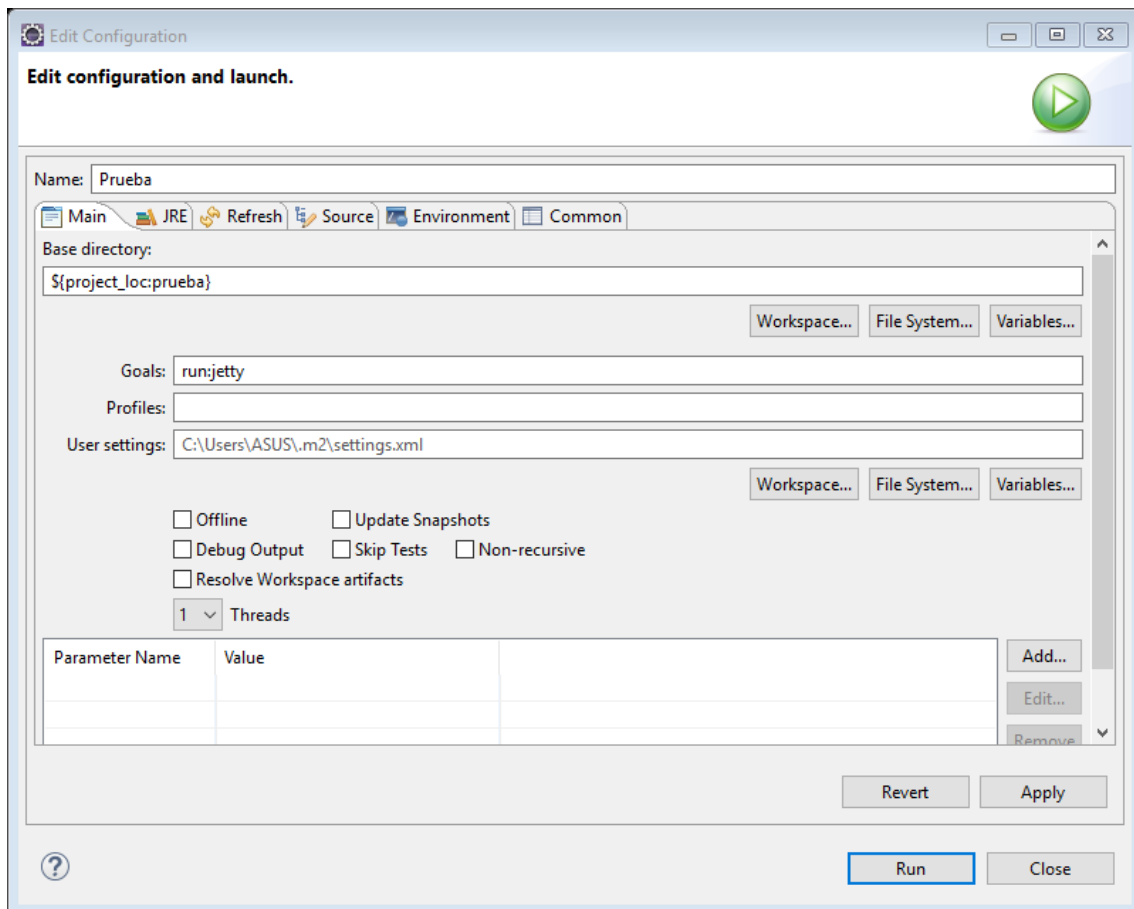 Edit Configuration
Edit configuration and launch.
Name: Prueba
Main JRE Refresh Source Environment Common
Base directory:
${project_loc:prueba}
Workspace... File System... Variables...
Goals: run:jetty
Profiles:
User settings: C:\Users\ASUS\.m2\settings.xml
Workspace... File System... Variables...
Offline Update Snapshots
Debug Output Skip Tests Non-recursive
Resolve Workspace artifacts
1 Threads
Parameter Name Value Add...
Edit...
Remove
Revert Apply
? Run Close